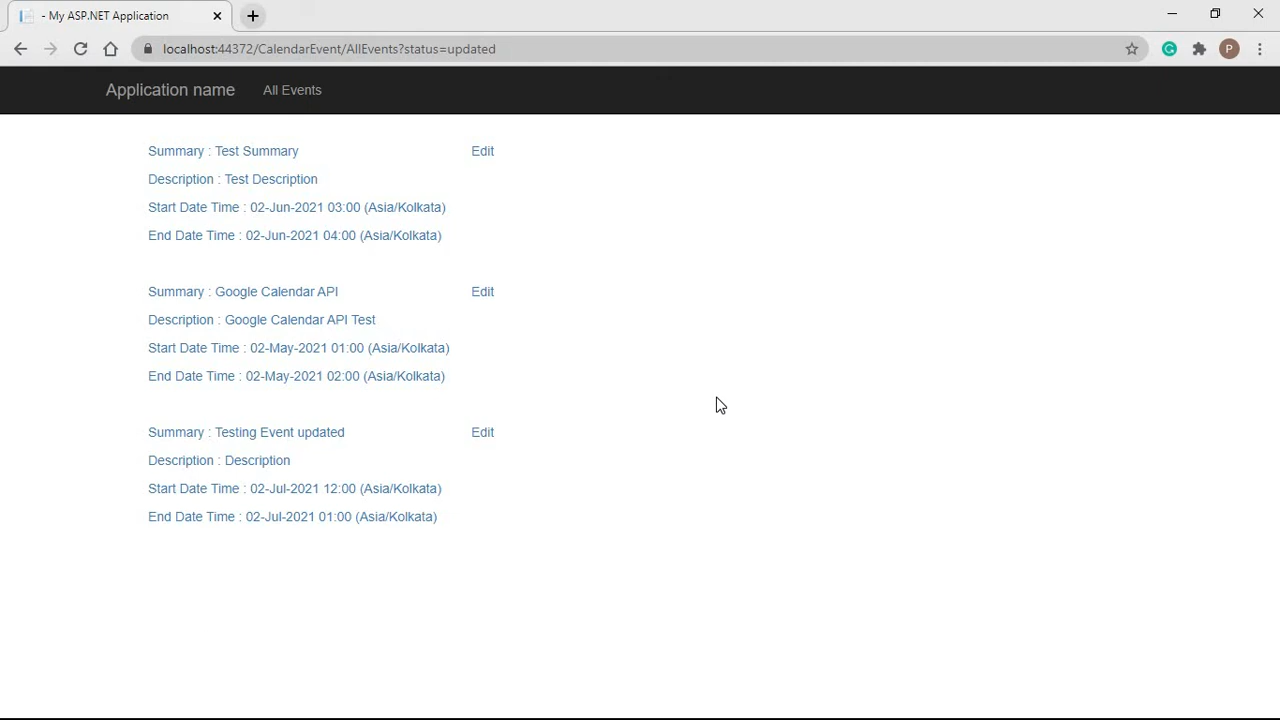 - My ASP.NET Application
localhost:44372/CalendarEvent/AllEvents?status=updated
P
Application name All Events
Summary : Test Summary Edit
Description : Test Description
Start Date Time : 02-Jun-2021 03:00 (Asia/Kolkata)
End Date Time : 02-Jun-2021 04:00 (Asia/Kolkata)
Summary : Google Calendar API Edit
Description : Google Calendar API Test
Start Date Time : 02-May-2021 01:00 (Asia/Kolkata)
End Date Time : 02-May-2021 02:00 (Asia/Kolkata)
Summary : Testing Event updated Edit
Description : Description
Start Date Time : 02-Jul-2021 12:00 (Asia/Kolkata)
End Date Time : 02-Jul-2021 01:00 (Asia/Kolkata)